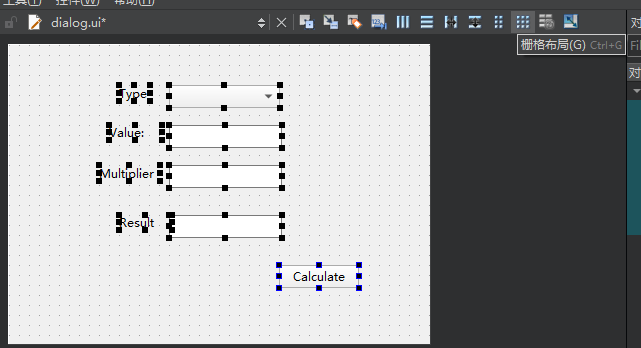 工具(T) 控件(W) 帮助(H)
dialog.ui*
对
栅格布局(G) Ctrl+G
Fil
对
Type
Value:
Multiplier
Result
Calculate